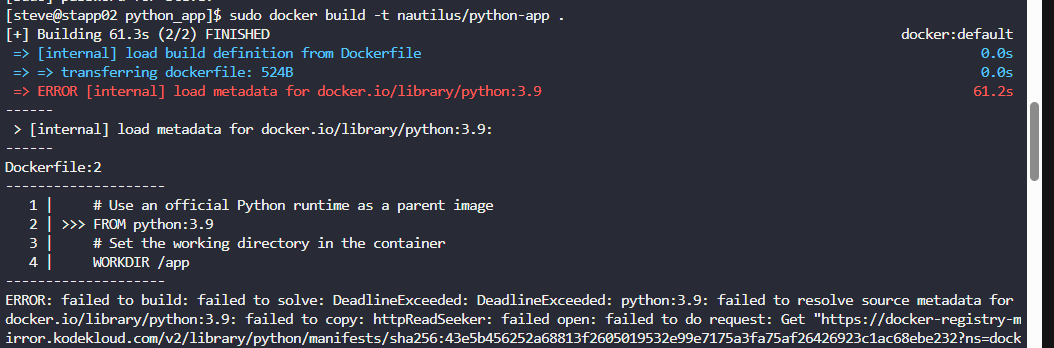 [steve@stapp02 python_app]$ sudo docker build -t nautilus/python-app .
[+] Building 61.3s (2/2) FINISHED docker:default
=> [internal] load build definition from Dockerfile 0.0s
=> => transferring dockerfile: 524B 0.0s
=> ERROR [internal] load metadata for docker.io/library/python:3.9 61.2s
------
> [internal] load metadata for docker.io/library/python:3.9:
------
Dockerfile:2
--------------------
1 | # Use an official Python runtime as a parent image
2 | >>> FROM python:3.9
3 | # Set the working directory in the container
4 | WORKDIR /app
--------------------
ERROR: failed to build: failed to solve: DeadlineExceeded: DeadlineExceeded: python:3.9: failed to resolve source metadata for
docker.io/library/python:3.9: failed to copy: httpReadSeeker: failed open: failed to do request: Get "https://docker-registry-m
irror.kodekloud.com/v2/library/python/manifests/sha256:43e5b456252a68813f2605019532e99e7175a3fa75af26426923c1ac68ebe232?ns=dock